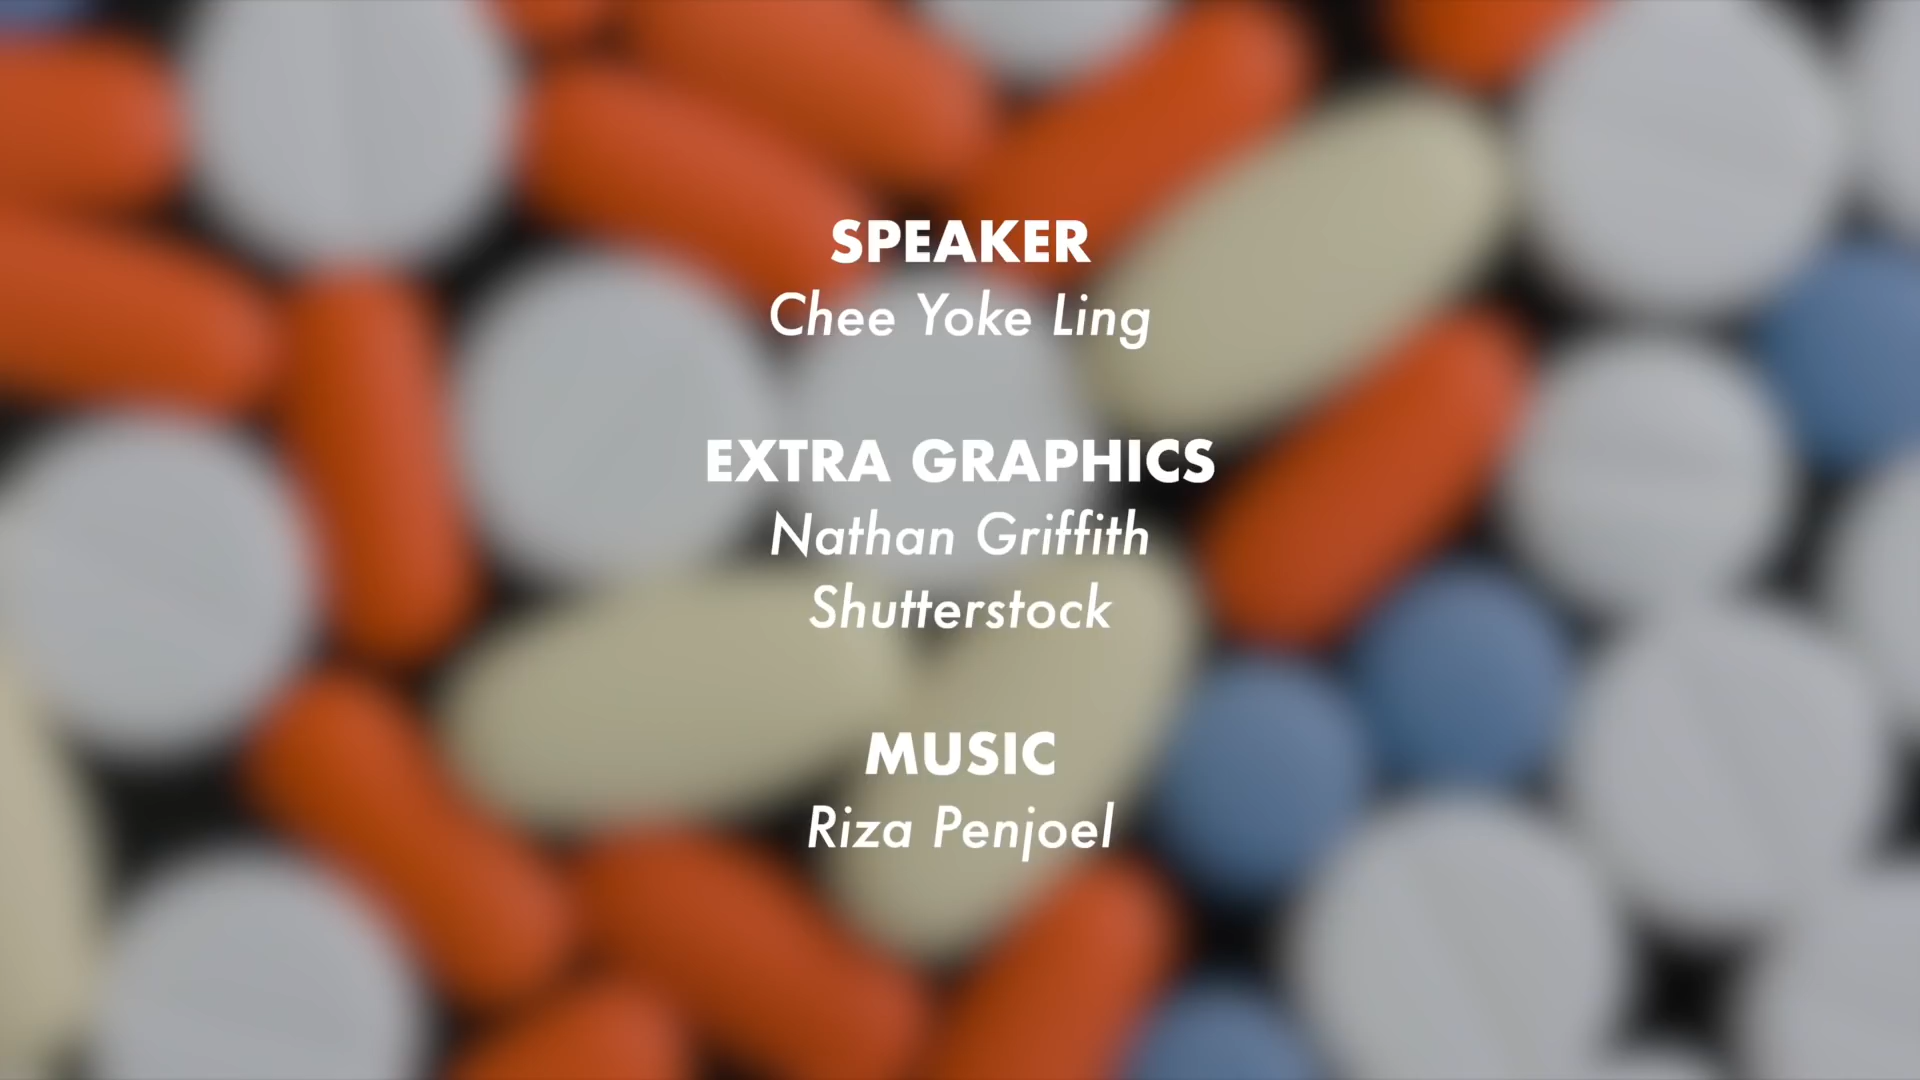 SPEAKER
Chee Yoke Ling
EXTRA GRAPHICS
Nathan Griffith
Shutterstock
MUSIC
Riza Penjoel